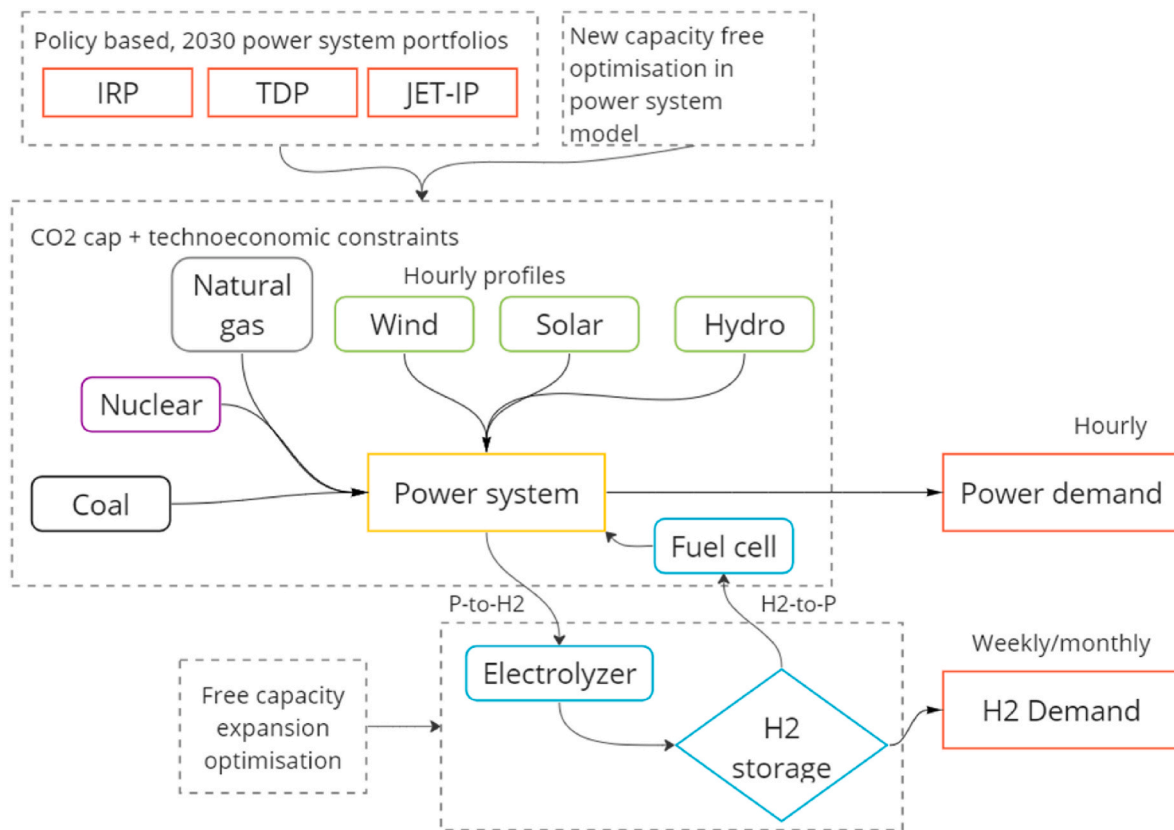 Policy based, 2030 power system portfolios
IRP
TDP
JET-IP
New capacity free
optimisation in
power system
model
CO2 cap + technoeconomic constraints
Natural
gas
Hourly profiles
Wind
Solar
Hydro
Nuclear
Coal
Power system
Hourly
Power demand
Fuel cell
P-to-H2
H2-to-P
Free capacity
expansion
optimisation
Electrolyzer
H2
storage
Weekly/monthly
H2 Demand